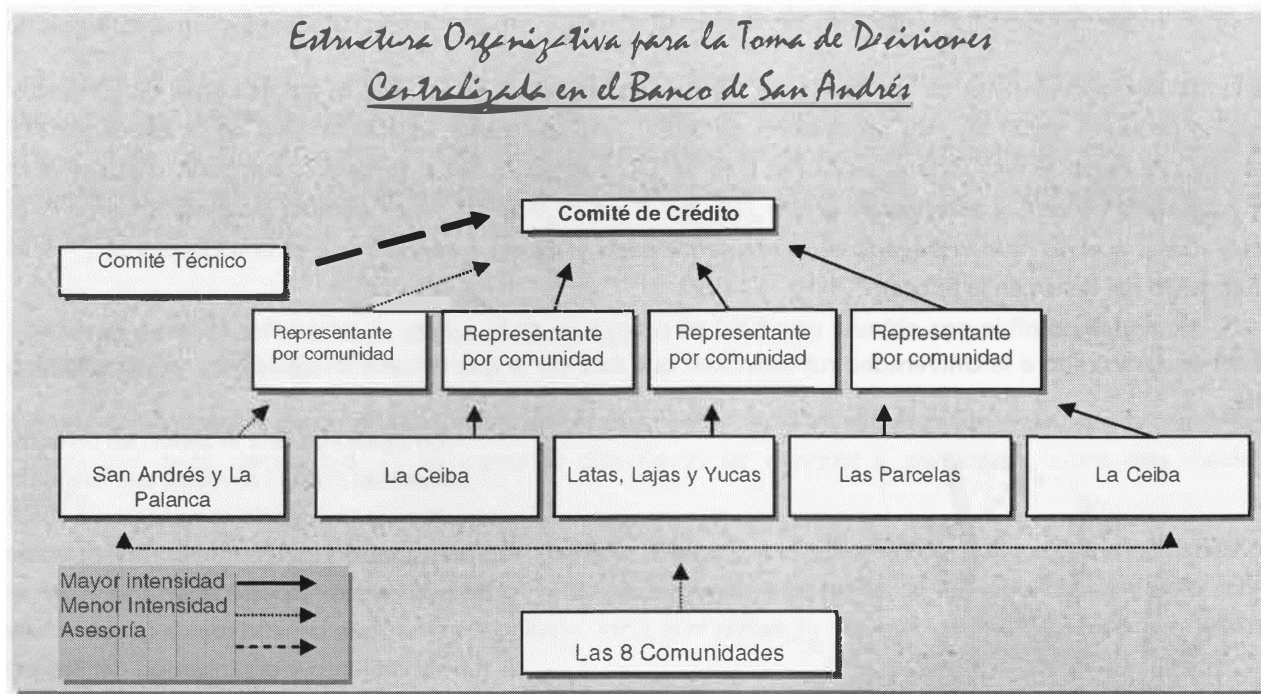 Estructura Organizativa para la Toma de Decisiones
Centralizada en el Banco de San Andrés
Comité de Crédito
Comité Técnico
Representante
por comunidad
Representante
por comunidad
Representante
por comunidad
Representante
por comunidad
San Andrés y La
Palanca
La Ceiba
Latas, Lajas y Yucas
Las Parcelas
La Ceiba
Mayor intensidad
Menor Intensidad
Asesoría
Las 8 Comunidades